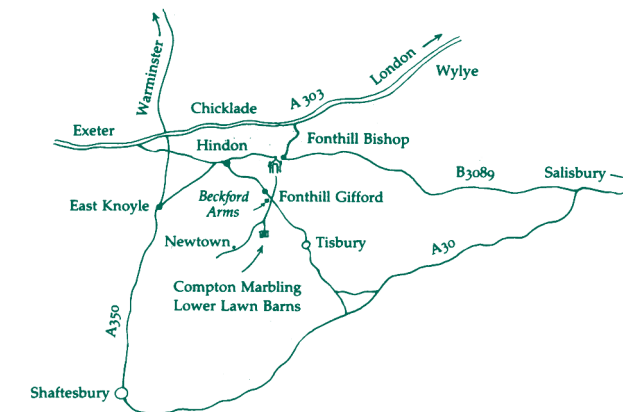 Warminster
London
Wylye
Chicklade
A 303
Exeter
Hindon
Fonthill Bishop
B3089
Salisbury
East Knoyle
Beckford
Arms
Fonthill Gifford
Newtown
Tisbury
A30
Compton Marbling
Lower Lawn Barns
A350
Shaftesbury